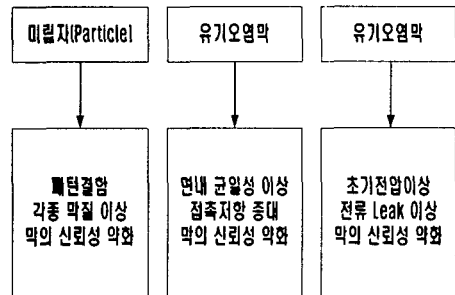 미립자(Particle)
유기오염막
유기오염막
패턴결함
각종 막질 이상
막의 신뢰성 약화
면내 균일성 이상
접촉저항 증대
막의 신뢰성 약화
초기전압이상
전류 Leak 이상
막의 신뢰성 약화